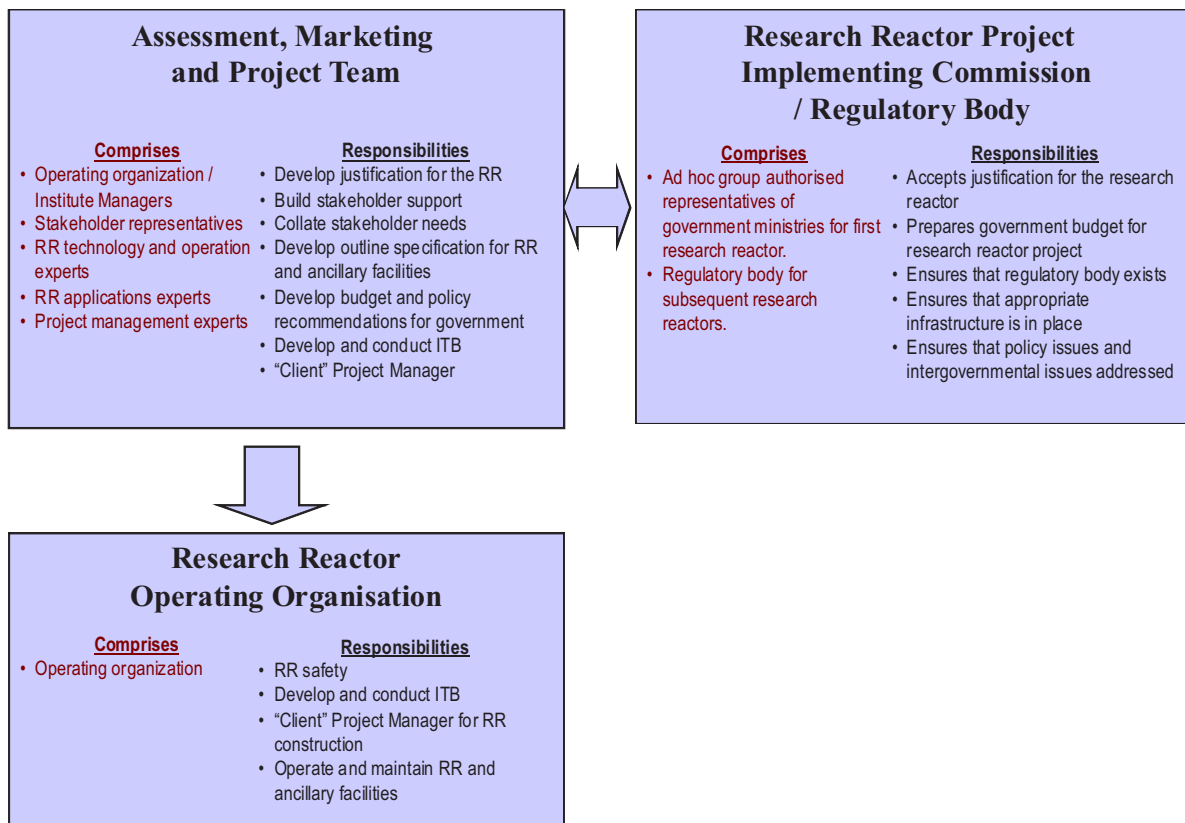 Assessment, Marketing
and Project Team
Comprises
• Operating organization /
Institute Managers
• Stakeholder representatives
• RR technology and operation
experts
• RR applications experts
• Project management experts
Responsibilities
• Develop justification for the RR
• Build stakeholder support
• Collate stakeholder needs
• Develop outline specification for RR
and ancillary facilities
• Develop budget and policy
recommendations for government
• Develop and conduct ITB
• “Client” Project Manager
Research Reactor Project
Implementing Commission
/ Regulatory Body
Comprises
• Ad hoc group authorised
representatives of
government ministries for first
research reactor.
• Regulatory body for
subsequent research
reactors.
Responsibilities
• Accepts justification for the research
reactor
• Prepares government budget for
research reactor project
• Ensures that regulatory body exists
• Ensures that appropriate
infrastructure is in place
• Ensures that policy issues and
intergovernmental issues addressed
Research Reactor
Operating Organisation
Comprises
• Operating organization
Responsibilities
• RR safety
• Develop and conduct ITB
• “Client” Project Manager for RR
construction
• Operate and maintain RR and
ancillary facilities